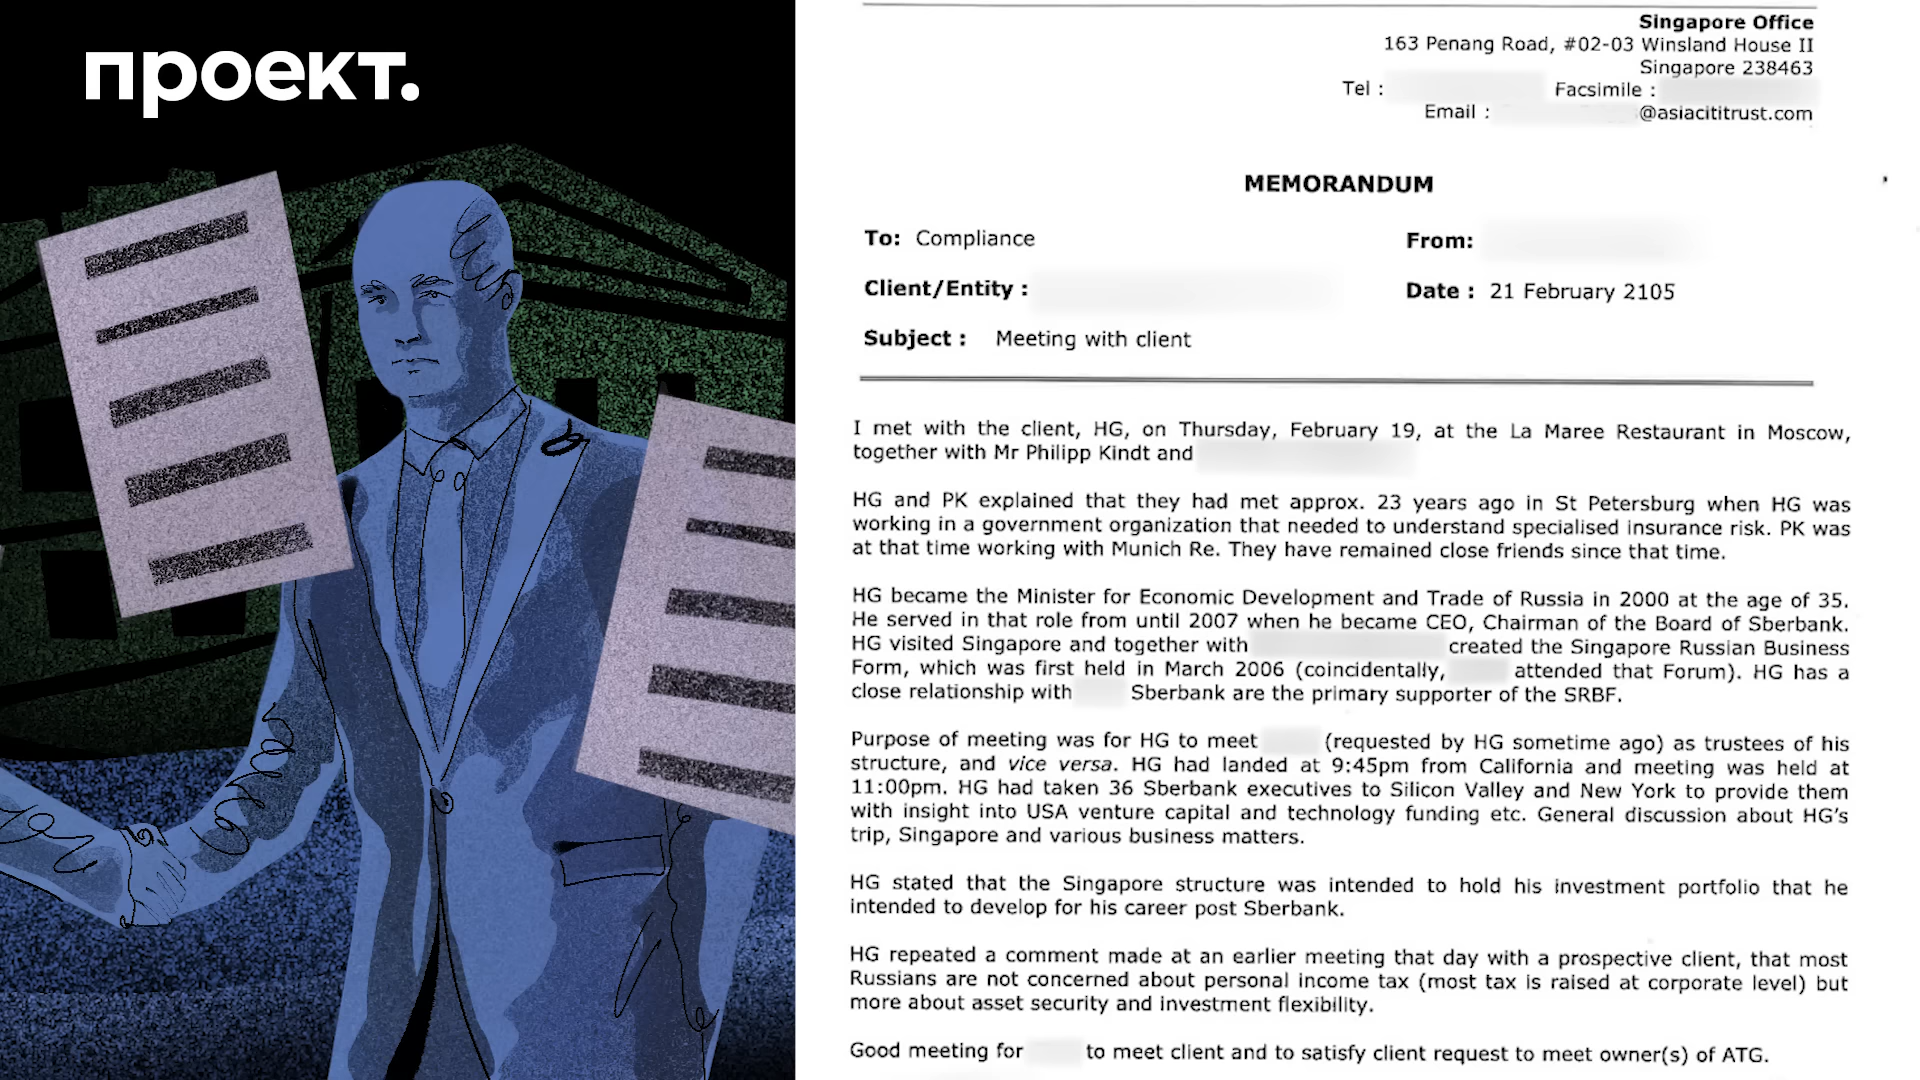 проект.
Singapore Office
163 Penang Road, #02-03 Winsland House II
Singapore 238463
Tel : Facsimile :
Email : @asiacititrust.com
MEMORANDUM
To: Compliance From:
Client/Entity : Date : 21 February 2105
Subject : Meeting with client
I met with the client, HG, on Thursday, February 19, at the La Maree Restaurant in Moscow,
together with Mr Philipp Kindt and
HG and PK explained that they had met approx. 23 years ago in St Petersburg when HG was
working in a government organization that needed to understand specialised insurance risk. PK was
at that time working with Munich Re. They have remained close friends since that time.
HG became the Minister for Economic Development and Trade of Russia in 2000 at the age of 35.
He served in that role from until 2007 when he became CEO, Chairman of the Board of Sberbank.
HG visited Singapore and together with created the Singapore Russian Business
Form, which was first held in March 2006 (coincidentally, attended that Forum). HG has a
close relationship with Sberbank are the primary supporter of the SRBF.
Purpose of meeting was for HG to meet (requested by HG sometime ago) as trustees of his
structure, and vice versa. HG had landed at 9:45pm from California and meeting was held at
11:00pm. HG had taken 36 Sberbank executives to Silicon Valley and New York to provide them
with insight into USA venture capital and technology funding etc. General discussion about HG's
trip, Singapore and various business matters.
HG stated that the Singapore structure was intended to hold his investment portfolio that he
intended to develop for his career post Sberbank.
HG repeated a comment made at an earlier meeting that day with a prospective client, that most
Russians are not concerned about personal income tax (most tax is raised at corporate level) but
more about asset security and investment flexibility.
Good meeting for to meet client and to satisfy client request to meet owner(s) of ATG.